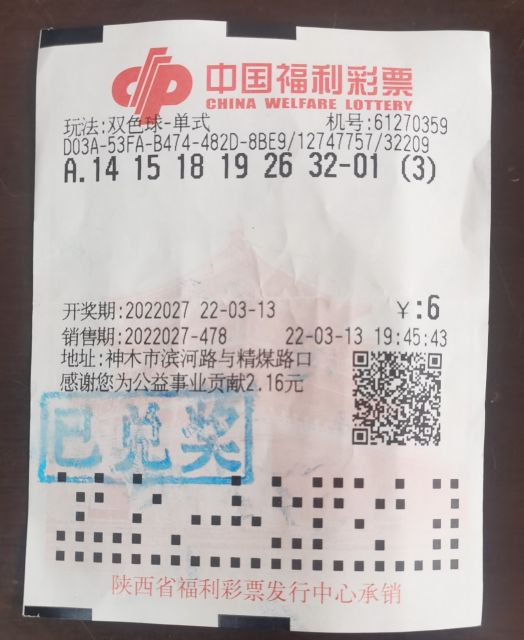 中国福利彩票
CHINA WELFARE LOTTERY
玩法:双色球-单式 机号:61270359
D03A-53FA-B474-482D-8BE9/12747757/32209
A.14 15 18 19 26 32-01 (3)
开奖期:2022027 22-03-13 ¥:6
销售期:2022027-478 22-03-13 19:45:43
地址:神木市滨河路与精煤路口
感谢您为公益事业贡献2.16元
已兑奖
陕西省福利彩票发行中心承销